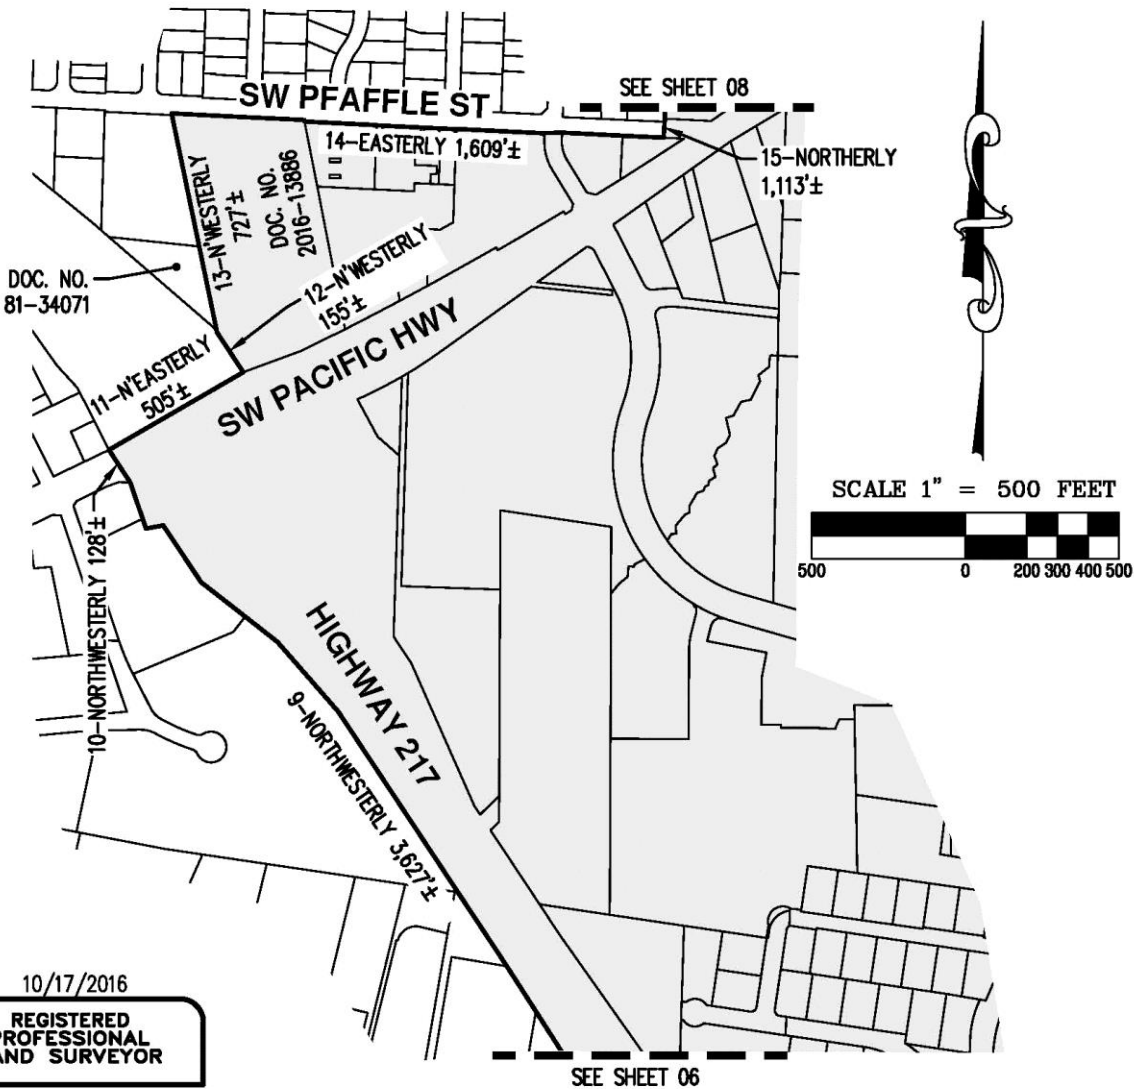 SEE SHEET 08
SW PFAFFLE ST
14-EASTERLY 1,609'±
15-NORTHERLY
1,113'±
13-N'WESTERLY
727'±
DOC. NO.
2016-13886
DOC. NO.
81-34071
12-N'WESTERLY
155'±
11-N'EASTERLY
505'±
SW PACIFIC HWY
10-NORTHWESTERLY 128'±
HIGHWAY 217
9-NORTHWESTERLY 3,627'±
SCALE 1" = 500 FEET
500 0 200 300 400 500
10/17/2016
REGISTERED
PROFESSIONAL
AND SURVEYOR
SEE SHEET 06